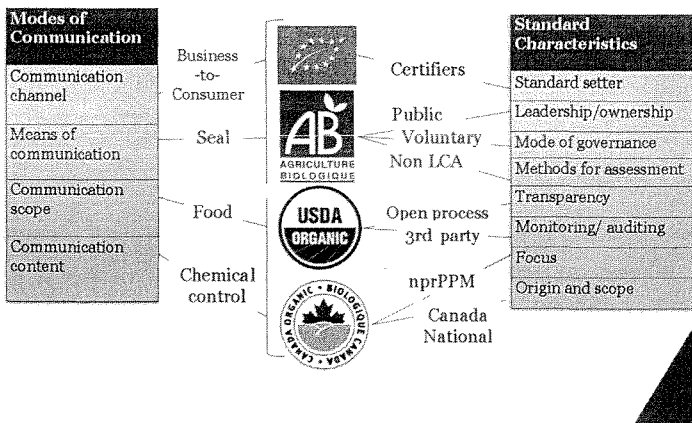 Modes of
Communication
Communication
channel
Means of
communication
Communication
scope
Communication
content
Business
-to-
Consumer
Seal
Food
Chemical
control
AB
AGRICULTURE
BIOLOGIQUE
USDA
ORGANIC
CANADA ORGANIC • BIOLOGIQUE CANADA •
Certifiers
Public
Voluntary
Non LCA
Open process
3rd party
nprPPM
Canada
National
Standard
Characteristics
Standard setter
Leadership/ownership
Mode of governance
Methods for assessment
Transparency
Monitoring/ auditing
Focus
Origin and scope